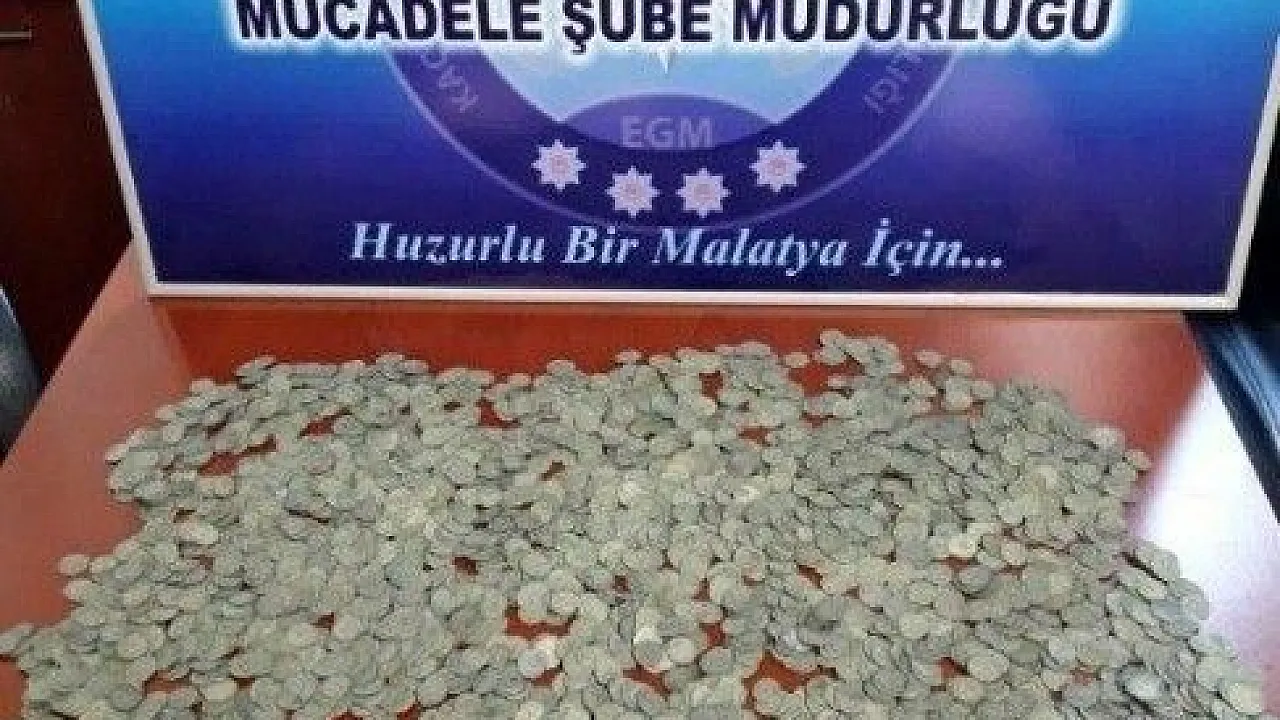 MÜCADELE ŞUBE MÜDÜRLÜĞÜ
EGM
Huzurlu Bir Malatya İçin...